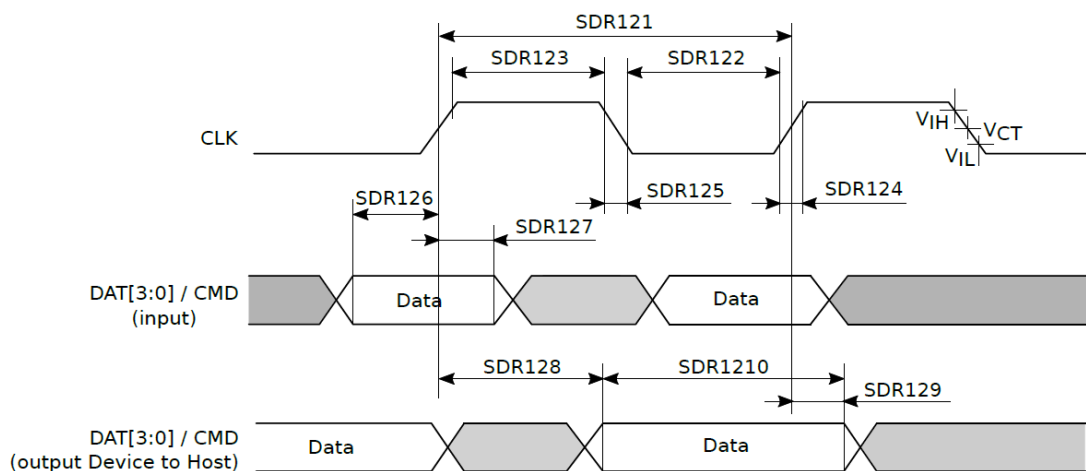 SDR121
SDR123
SDR122
CLK
VIH
VCT
VIL
SDR126
SDR125
SDR124
SDR127
DAT[3:0] / CMD
(input)
Data
Data
SDR128
SDR1210
SDR129
DAT[3:0] / CMD
(output Device to Host)
Data
Data